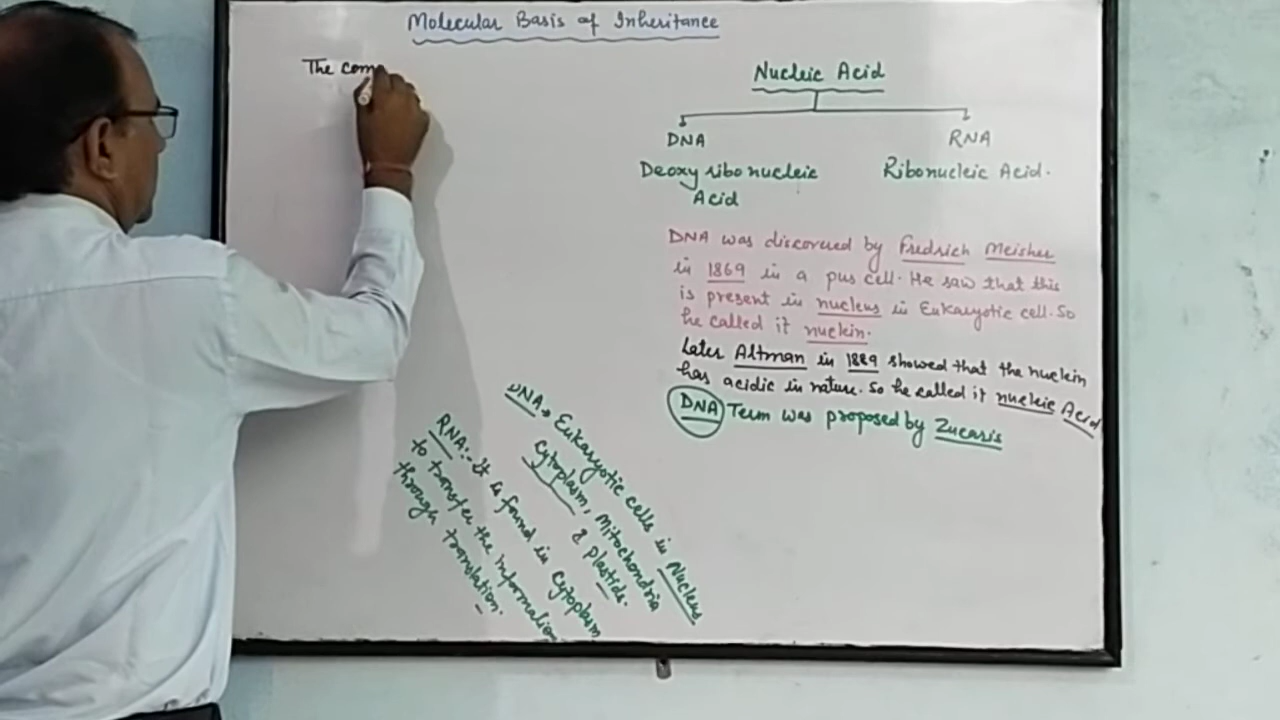 Molecular Basis of Inheritance
The com
Nucleic Acid
DNA
RNA
Deoxy ribonucleic
Acid
Ribonucleic Acid.
DNA was discovered by Fredrich Meisher
in 1869 in a pus cell. He saw that this
is present in nucleus in Eukaryotic cell. So
he called it nuclein.
Later Altman in 1889 showed that the nuclein
has acidic in nature. So he called it nucleic Acid
DNA Term was proposed by Zucaris
DNA → Eukaryotic cells in Nucleus
Cytoplasm, Mitochondria
& plastids.
RNA:- It is found in Cytoplasm
to transfer the information
through translation.